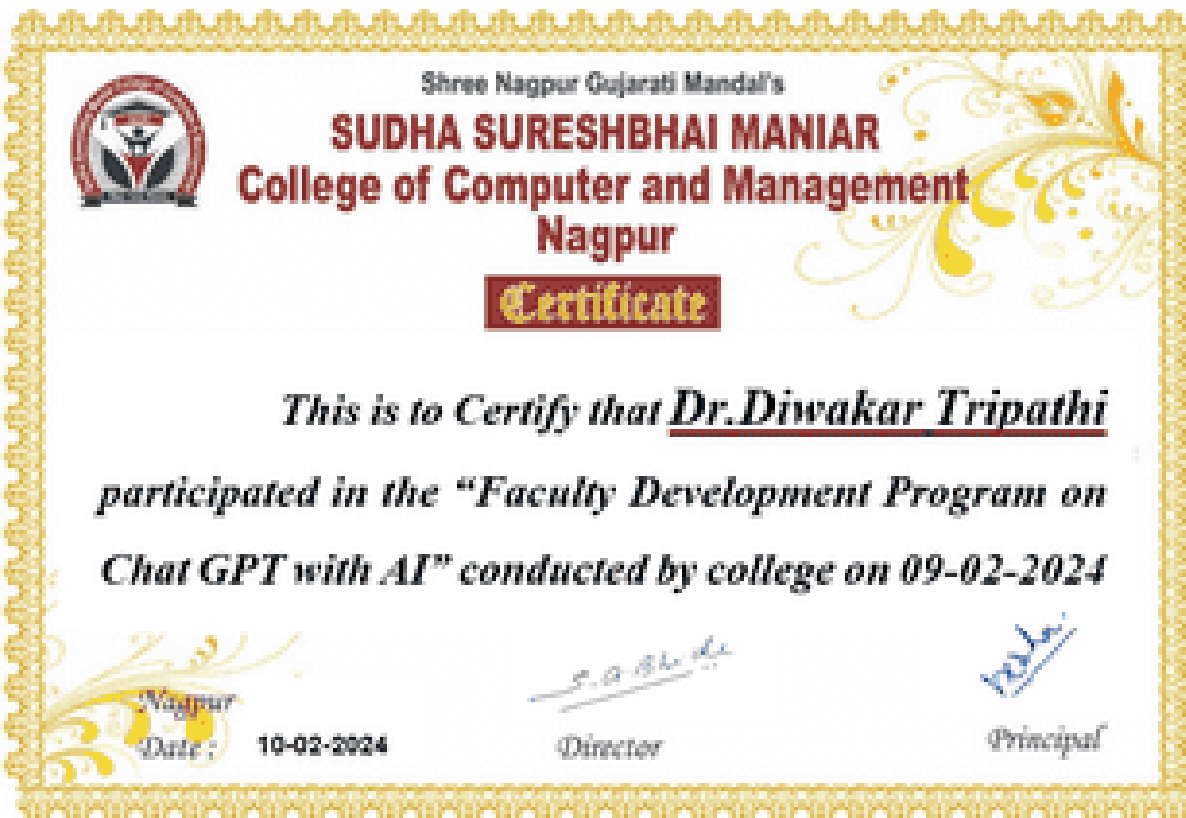 Shree Nagpur Gujarati Mandal's
SUDHA SURESHBHAI MANIAR
College of Computer and Management
Nagpur
Certificate
This is to Certify that Dr.Diwakar Tripathi
participated in the “Faculty Development Program on
Chat GPT with AI” conducted by college on 09-02-2024
Nagpur
Date : 10-02-2024
Director
Principal